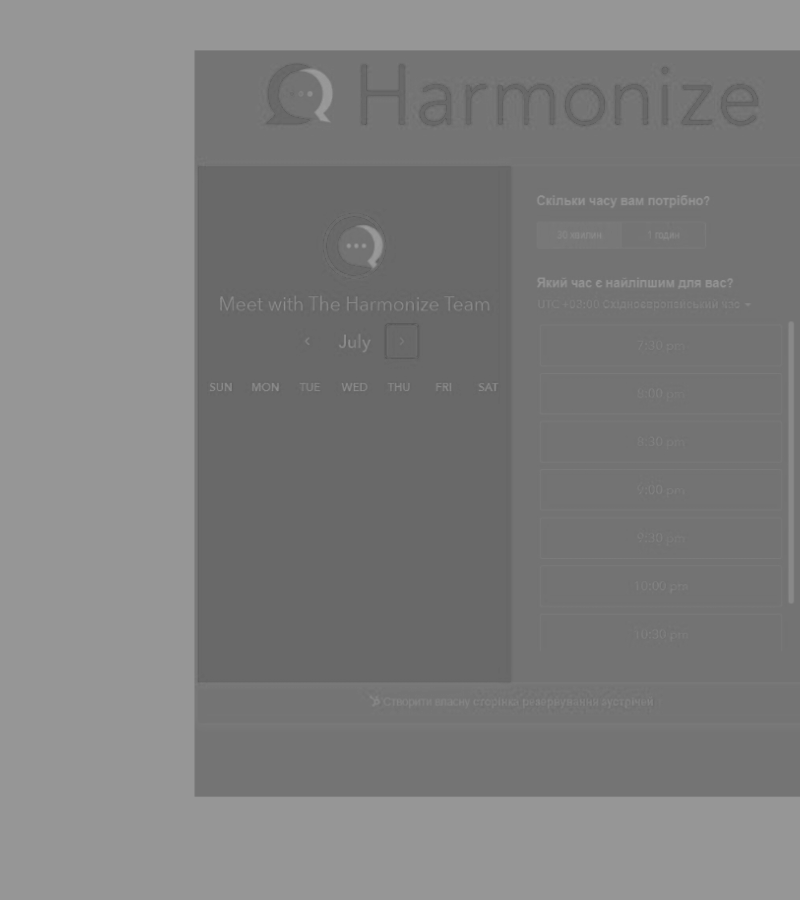 Harmonize
Meet with The Harmonize Team
July
SUN MON TUE WED THU FRI SAT
Скільки часу вам потрібно?
30 хвилин 1 годин
Який час є найліпшим для вас?
UTC +03:00 Східноєвропейський час
7:30 pm
8:00 pm
8:30 pm
9:00 pm
9:30 pm
10:00 pm
10:30 pm
Створити власну сторінку резервування зустрічей